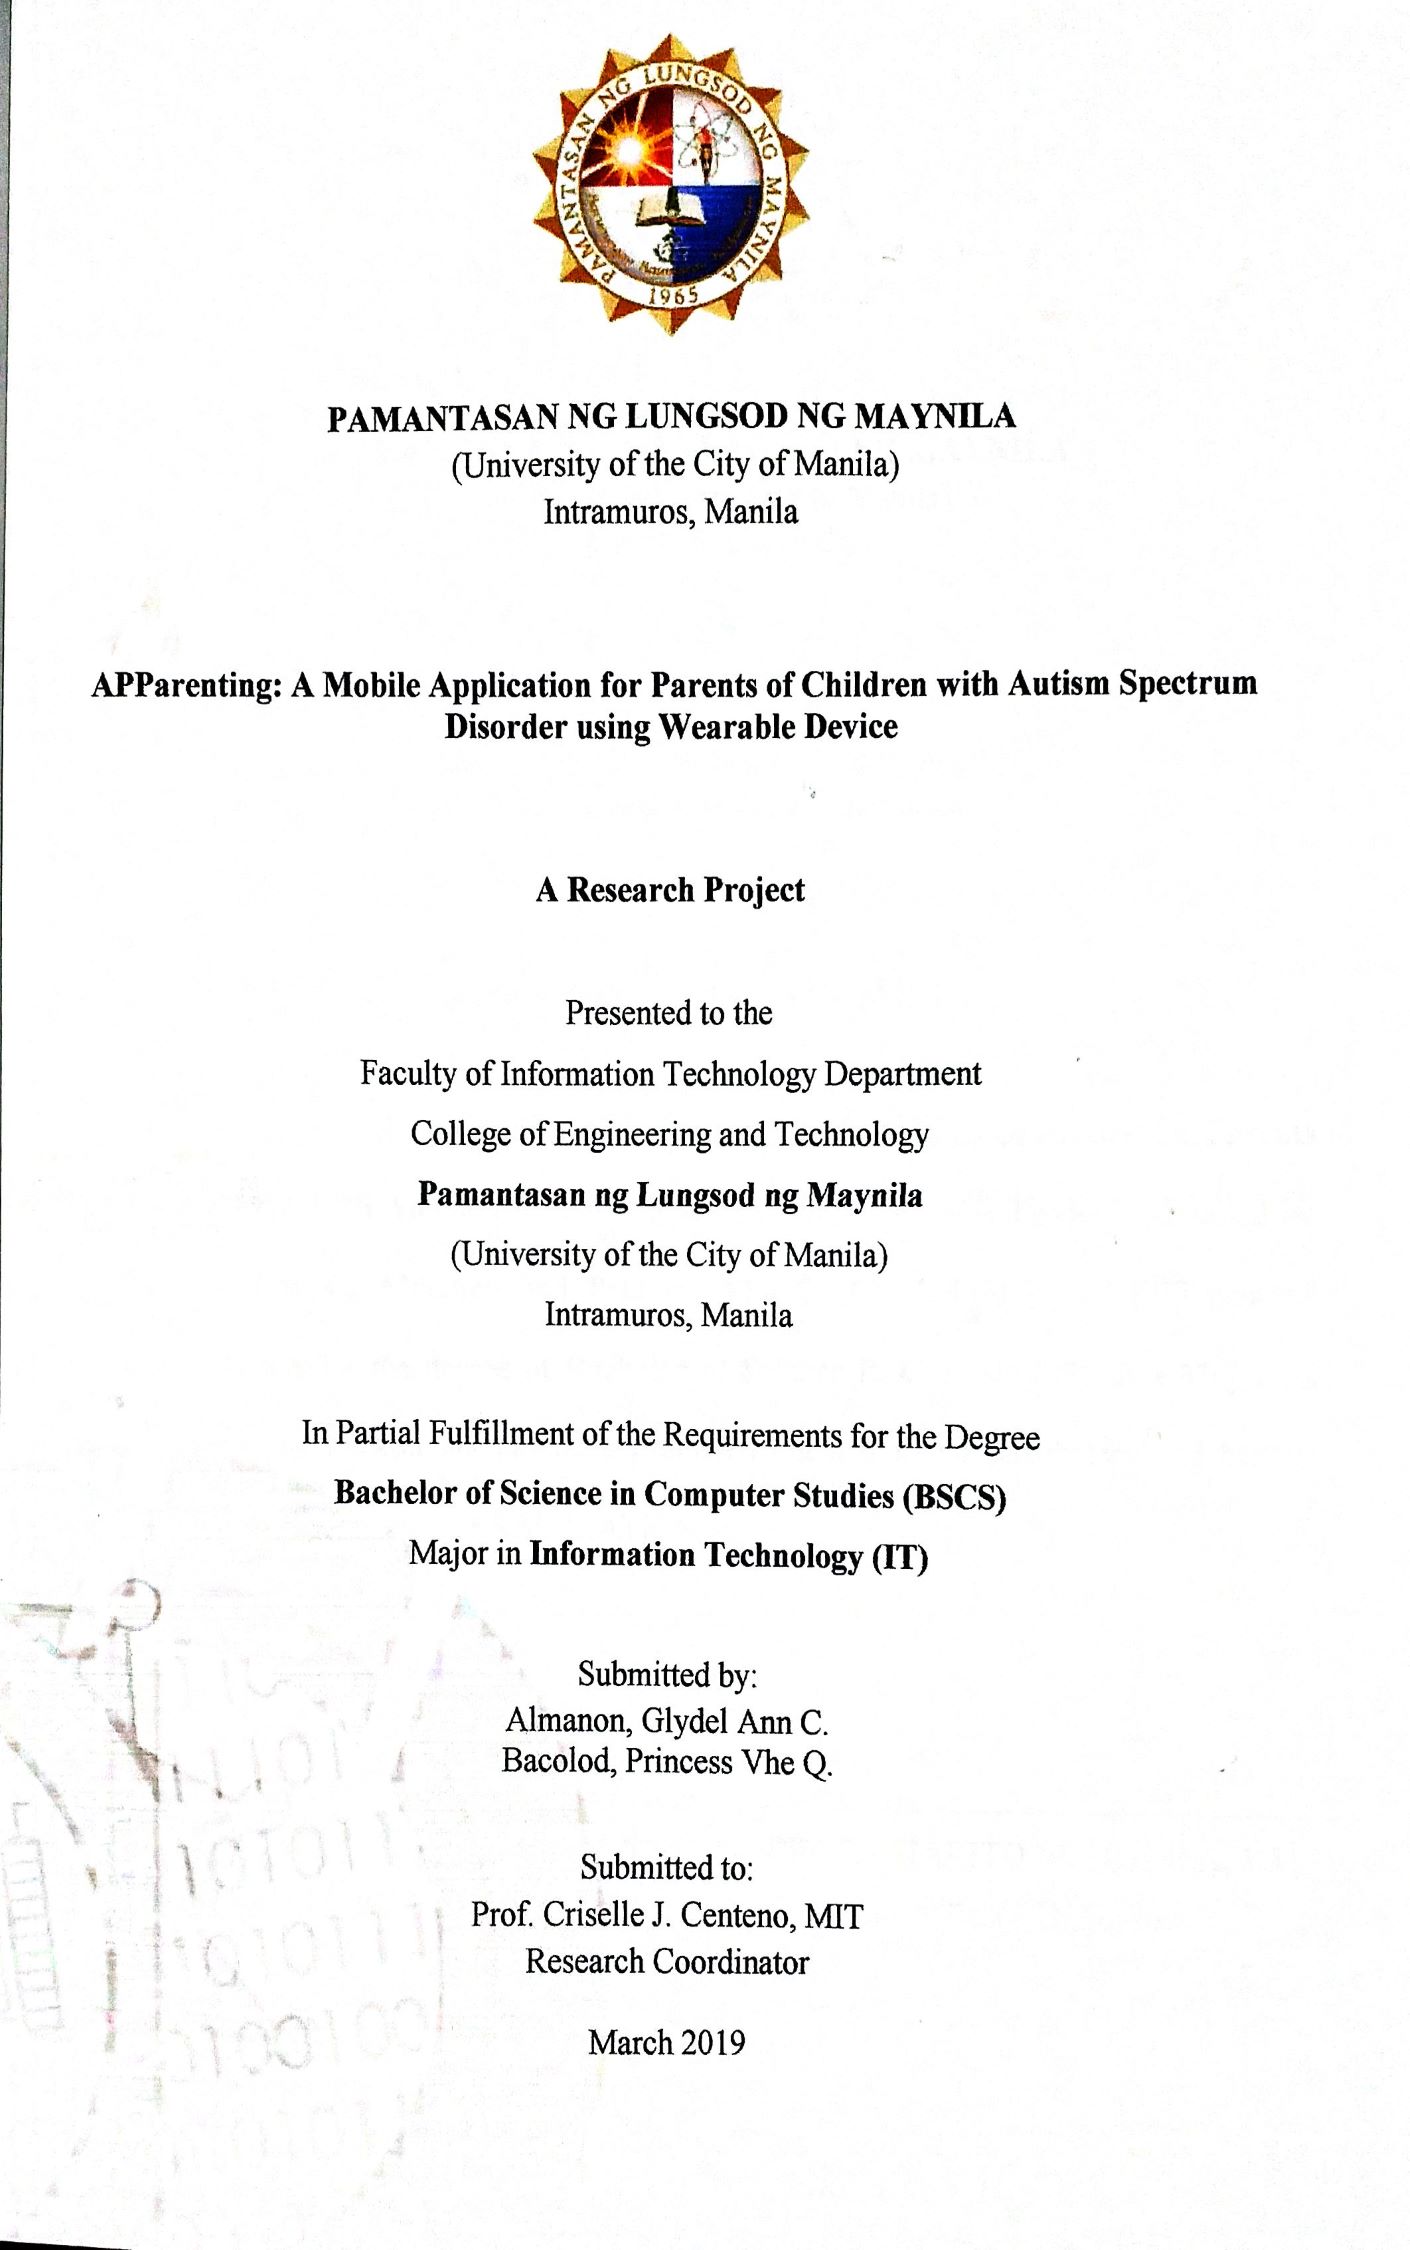 PAMANTASAN NG LUNGSOD NG MAYNILA
1965
PAMANTASAN NG LUNGSOD NG MAYNILA
(University of the City of Manila)
Intramuros, Manila
APParenting: A Mobile Application for Parents of Children with Autism Spectrum
Disorder using Wearable Device
A Research Project
Presented to the
Faculty of Information Technology Department
College of Engineering and Technology
Pamantasan ng Lungsod ng Maynila
(University of the City of Manila)
Intramuros, Manila
In Partial Fulfillment of the Requirements for the Degree
Bachelor of Science in Computer Studies (BSCS)
Major in Information Technology (IT)
Submitted by:
Almanon, Glydel Ann C.
Bacolod, Princess Vhe Q.
Submitted to:
Prof. Criselle J. Centeno, MIT
Research Coordinator
March 2019